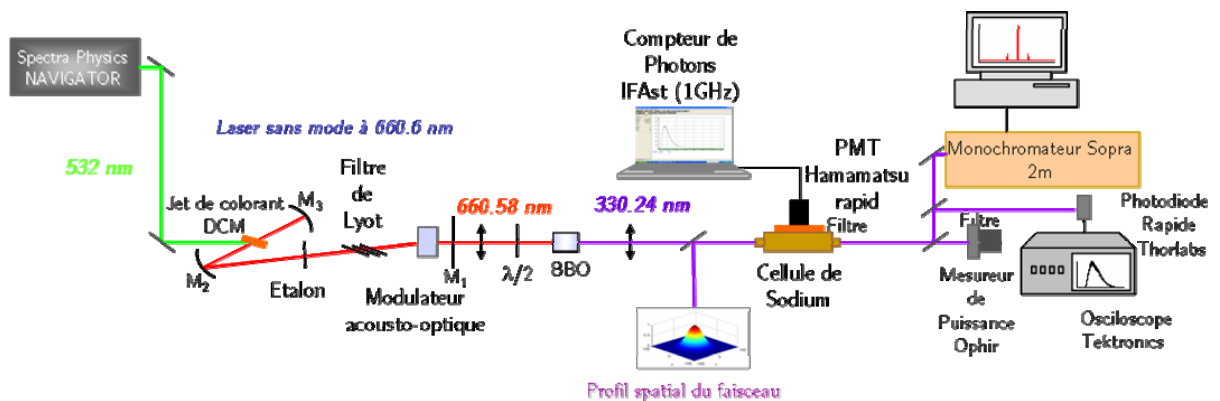 Spectra Physics
NAVIGATOR
532 nm
Laser sans mode à 660.6 nm
Jet de colorant
DCM
M3
M2
Etalon
Filtre
de
Lyot
Modulateur
acousto-optique
M1
660.58 nm
λ/2
BBO
330.24 nm
Profil spatial du faisceau
Compteur de
Photons
IFAst (1GHz)
PMT
Hamamatsu
rapid
Filtre
Cellule de
Sodium
Monochromateur Sopra
2m
Filtre
Mesureur
de
Puissance
Ophir
Photodiode
Rapide
Thorlabs
Osciloscope
Tektronics